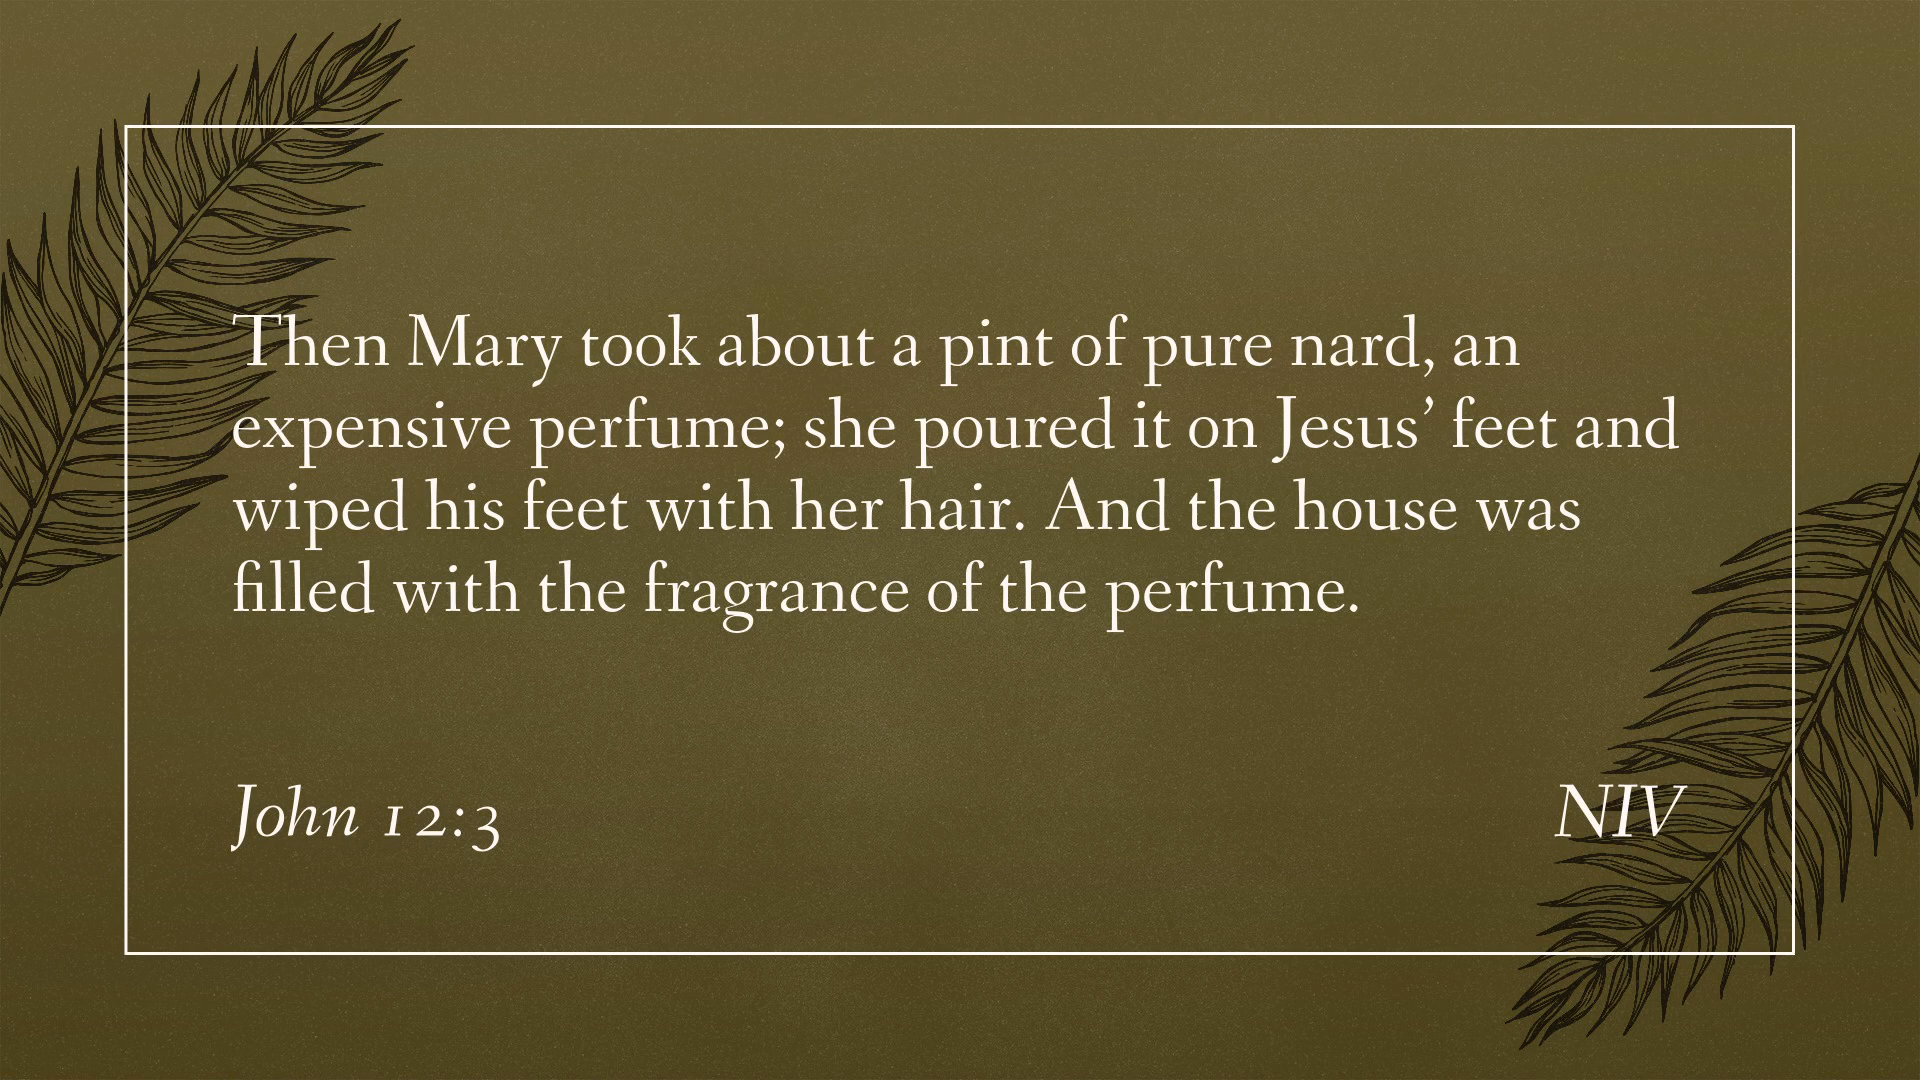 Then Mary took about a pint of pure nard, an
expensive perfume; she poured it on Jesus’ feet and
wiped his feet with her hair. And the house was
filled with the fragrance of the perfume.
John 12:3
NIV